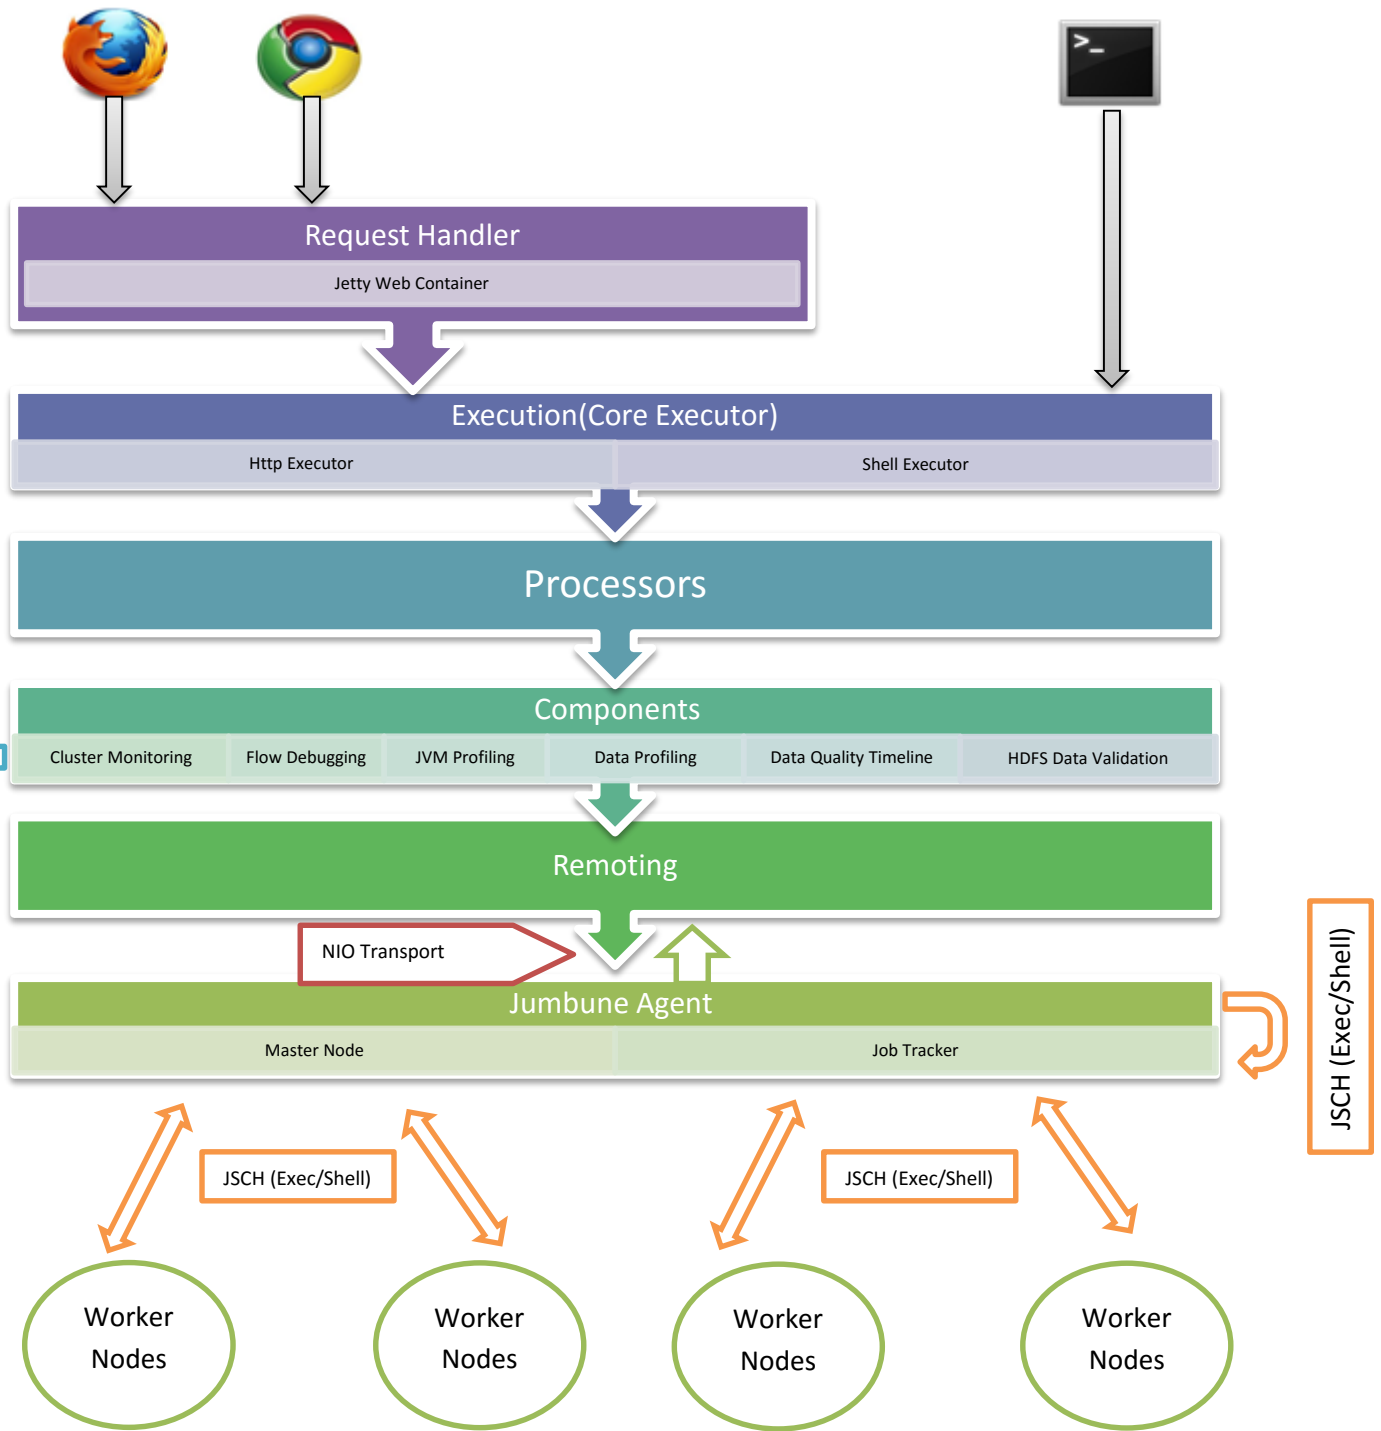 >_
Request Handler
Jetty Web Container
Execution(Core Executor)
Http Executor
Shell Executor
Processors
Components
Cluster Monitoring
Flow Debugging
JVM Profiling
Data Profiling
Data Quality Timeline
HDFS Data Validation
Remoting
NIO Transport
Jumbune Agent
Master Node
Job Tracker
JSCH (Exec/Shell)
JSCH (Exec/Shell)
JSCH (Exec/Shell)
Worker
Nodes
Worker
Nodes
Worker
Nodes
Worker
Nodes